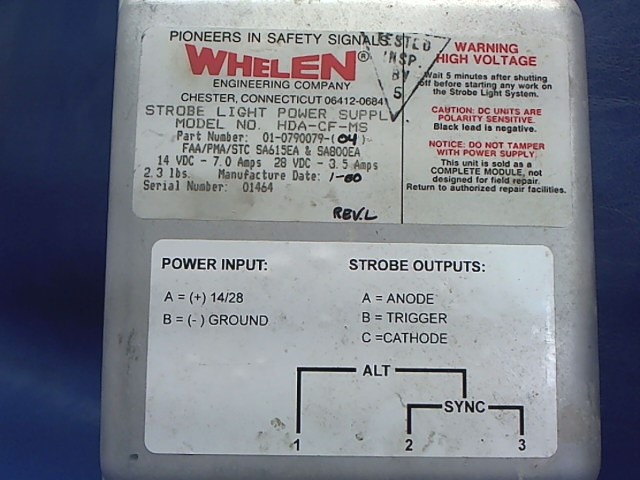 PIONEERS IN SAFETY SIGNALS
WHELEN®
ENGINEERING COMPANY
CHESTER, CONNECTICUT 06412-0684
STROBE LIGHT POWER SUPPLY
MODEL NO. HDA-CF-MS
Part Number: 01-0790079-(04)
FAA/PMA/STC SA615EA & SA800EA
14 VDC - 7.0 Amps 28 VDC - 3.5 Amps
2.3 lbs. Manufacture Date: 1-00
Serial Number: 01464
REV.L
TESTED
INSP
BY
5
WARNING
HIGH VOLTAGE
Wait 5 minutes after shutting
off before starting any work on
the Strobe Light System.
CAUTION: DC UNITS ARE
POLARITY SENSITIVE.
Black lead is negative.
NOTICE: DO NOT TAMPER
WITH POWER SUPPLY.
This unit is sold as a
COMPLETE MODULE, not
designed for field repair.
Return to authorized repair facilities.
POWER INPUT:
A = (+) 14/28
B = (-) GROUND
STROBE OUTPUTS:
A = ANODE
B = TRIGGER
C =CATHODE
ALT
SYNC
1 2 3